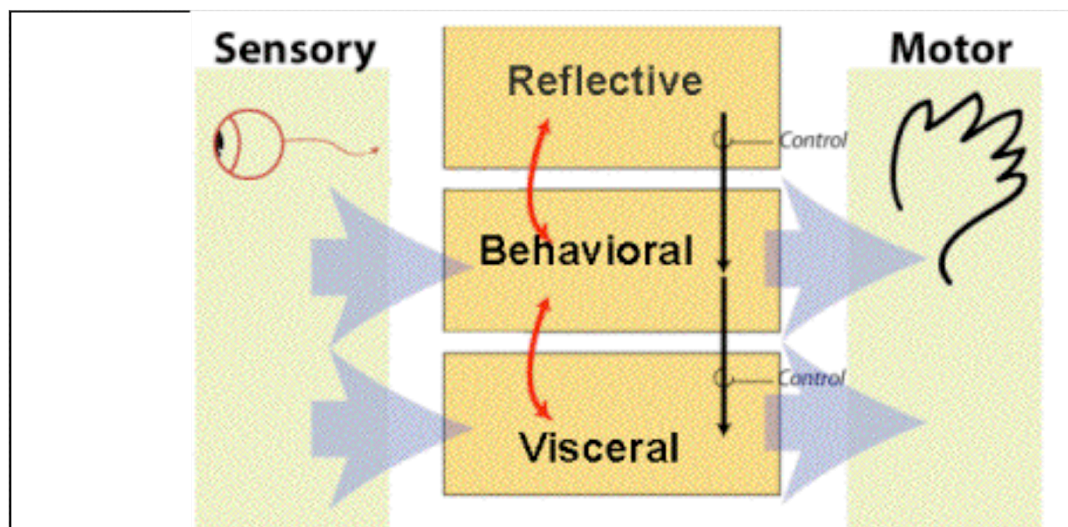 Sensory
Motor
Reflective
Control
Behavioral
Control
Visceral